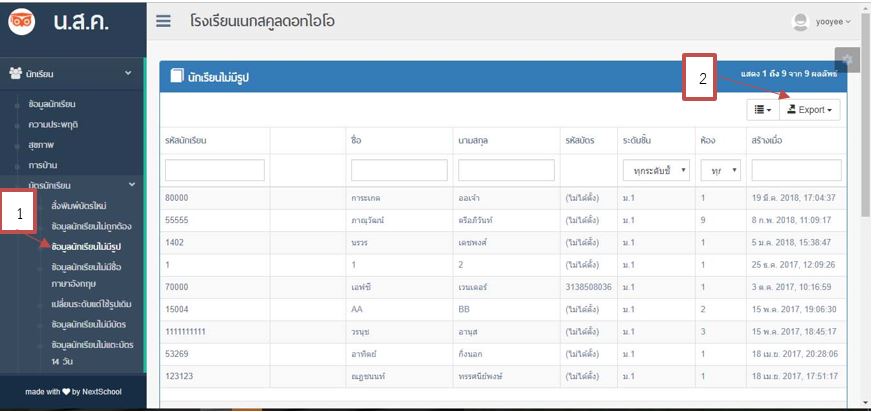 น.ส.ค.
โรงเรียนเนกสคูลดอทไอโอ
yooyee
นักเรียน
ข้อมูลนักเรียน
ความประพฤติ
สุขภาพ
การบ้าน
บัตรนักเรียน
สั่งพิมพ์บัตรใหม่
ข้อมูลนักเรียนไม่ถูกต้อง
ข้อมูลนักเรียนไม่มีรูป
ข้อมูลนักเรียนไม่มีชื่อ
ภาษาอังกฤษ
เปลี่ยนระดับแต่ใช้รูปเดิม
ข้อมูลนักเรียนไม่มีบัตร
ข้อมูลนักเรียนไม่แตะบัตร
14 วัน
made with by NextSchool
1
2
นักเรียนไม่มีรูป
แสดง 1 ถึง 9 จาก 9 ผลลัพธ์
Export
รหัสนักเรียน ชื่อ นามสกุล รหัสบัตร ระดับชั้น ห้อง สร้างเมื่อ
ทุกระดับชั้ ทุก
80000 การะเกด ออเจ้า (ไม่ได้ตั้ง) ม.1 1 19 มี.ค. 2018, 17:04:37
55555 ภาณุวัฒน์ ตรีอภิวันท์ (ไม่ได้ตั้ง) ม.1 9 8 ก.พ. 2018, 11:09:17
1402 นรวร เดชพงศ์ (ไม่ได้ตั้ง) ม.1 1 5 ม.ค. 2018, 15:38:47
1 1 2 (ไม่ได้ตั้ง) ม.1 1 25 ธ.ค. 2017, 12:09:26
70000 เอฟซี เวนเดอร์ 3138508036 ม.1 1 3 ต.ค. 2017, 10:16:59
15004 AA BB (ไม่ได้ตั้ง) ม.1 2 15 พ.ค. 2017, 19:06:30
1111111111 วรนุช อานุส (ไม่ได้ตั้ง) ม.1 3 15 พ.ค. 2017, 18:45:17
53269 อาทิตย์ กิ่งนอก (ไม่ได้ตั้ง) ม.1 1 18 เม.ย. 2017, 20:28:06
123123 ณฏชนนท์ ทรรศนีย์พงษ์ (ไม่ได้ตั้ง) ม.1 1 18 เม.ย. 2017, 17:51:17